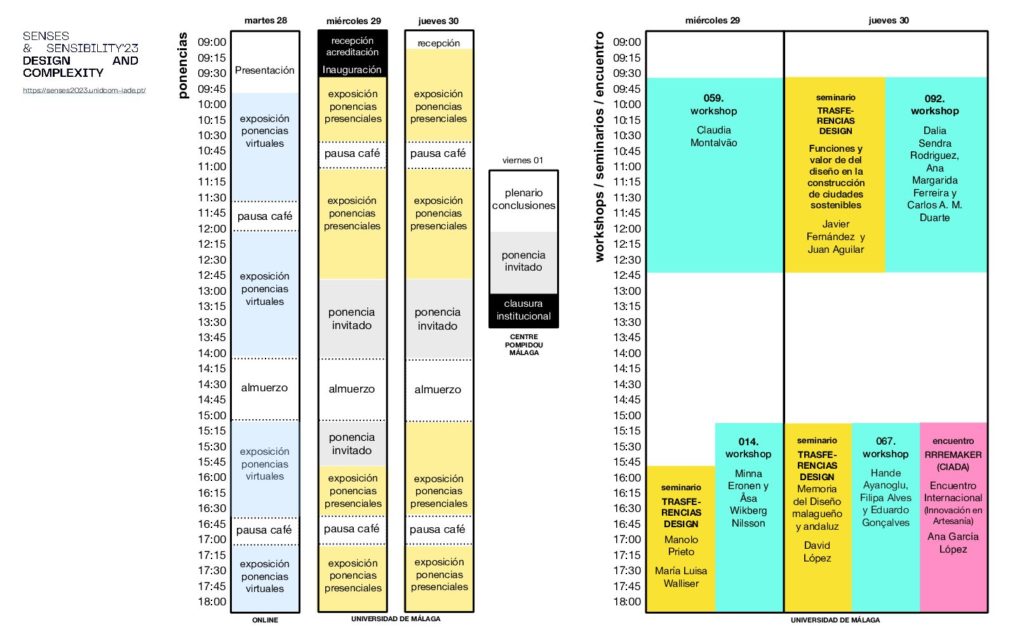 SENSES
& SENSIBILITY'23
DESIGN AND
COMPLEXITY
https://senses2023.unidcom-iade.pt/
ponencias
09:00
09:15
09:30
09:45
10:00
10:15
10:30
10:45
11:00
11:15
11:30
11:45
12:00
12:15
12:30
12:45
13:00
13:15
13:30
13:45
14:00
14:30
14:45
15:00
15:15
15:30
15:45
16:00
16:15
16:30
16:45
17:00
17:15
17:30
17:45
18:00
martes 28
Presentación
exposición
ponencias
virtuales
pausa café
exposición
ponencias
virtuales
almuerzo
exposición
ponencias
virtuales
pausa café
exposición
ponencias
virtuales
ONLINE
miércoles 29
recepción
acreditación
Inauguración
exposición
ponencias
presenciales
pausa café
exposición
ponencias
presenciales
ponencia
invitado
almuerzo
ponencia
invitado
exposición
ponencias
presenciales
pausa café
exposición
ponencias
presenciales
jueves 30
recepción
exposición
ponencias
presenciales
pausa café
exposición
ponencias
presenciales
ponencia
invitado
almuerzo
exposición
ponencias
presenciales
pausa café
exposición
ponencias
presenciales
UNIVERSIDAD DE MÁLAGA
viernes 01
plenario
conclusiones
ponencia
invitado
clausura
institucional
CENTRE
POMPIDOU
MÁLAGA
workshops / seminarios / encuentro
09:00
09:15
09:30
09:45
10:00
10:15
10:30
10:45
11:00
11:15
11:30
11:45
12:00
12:15
12:30
12:45
13:00
13:15
13:30
13:45
14:00
14:30
14:45
15:00
15:15
15:30
15:45
16:00
16:15
16:30
16:45
17:00
17:15
17:30
17:45
18:00
miércoles 29
059.
workshop
Claudia
Montalvão
seminario
TRASFE-
RENCIAS
DESIGN
Manolo
Prieto
María Luisa
Walliser
014.
workshop
Minna
Eronen y
Åsa
Wikberg
Nilsson
jueves 30
seminario
TRASFE-
RENCIAS
DESIGN
Funciones y
valor de del
diseño en la
construcción
de ciudades
sostenibles
Javier
Fernández y
Juan Aguilar
092.
workshop
Dalia
Sendra
Rodriguez,
Ana
Margarida
Ferreira y
Carlos A. M.
Duarte
seminario
TRASFE-
RENCIAS
DESIGN
Memoria
del Diseño
malagueño
y andaluz
David
López
067.
workshop
Hande
Ayanoglu,
Filipa Alves
y Eduardo
Gonçalves
encuentro
RRREMAKER
(CIADA)
Encuentro
Internacional
(Innovación en
Artesanía)
Ana García
López
UNIVERSIDAD DE MÁLAGA